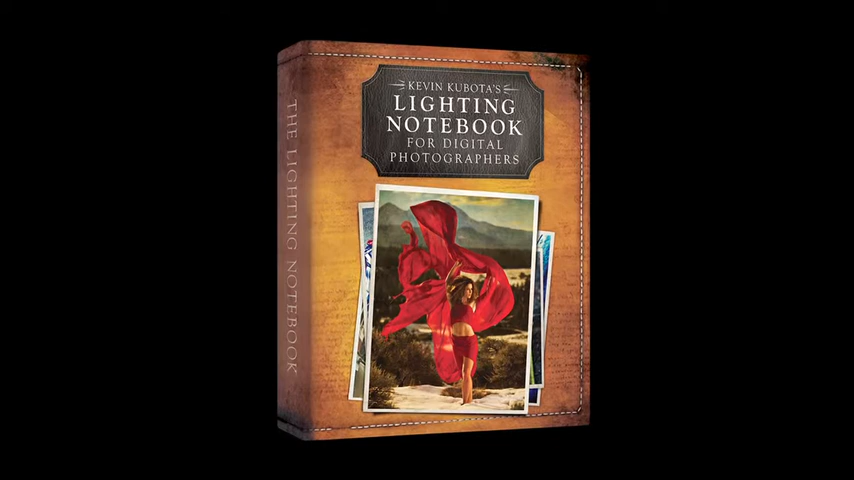 KEVIN KUBOTA'S
LIGHTING
NOTEBOOK
FOR DIGITAL
PHOTOGRAPHERS
THE LIGHTING NOTEBOOK